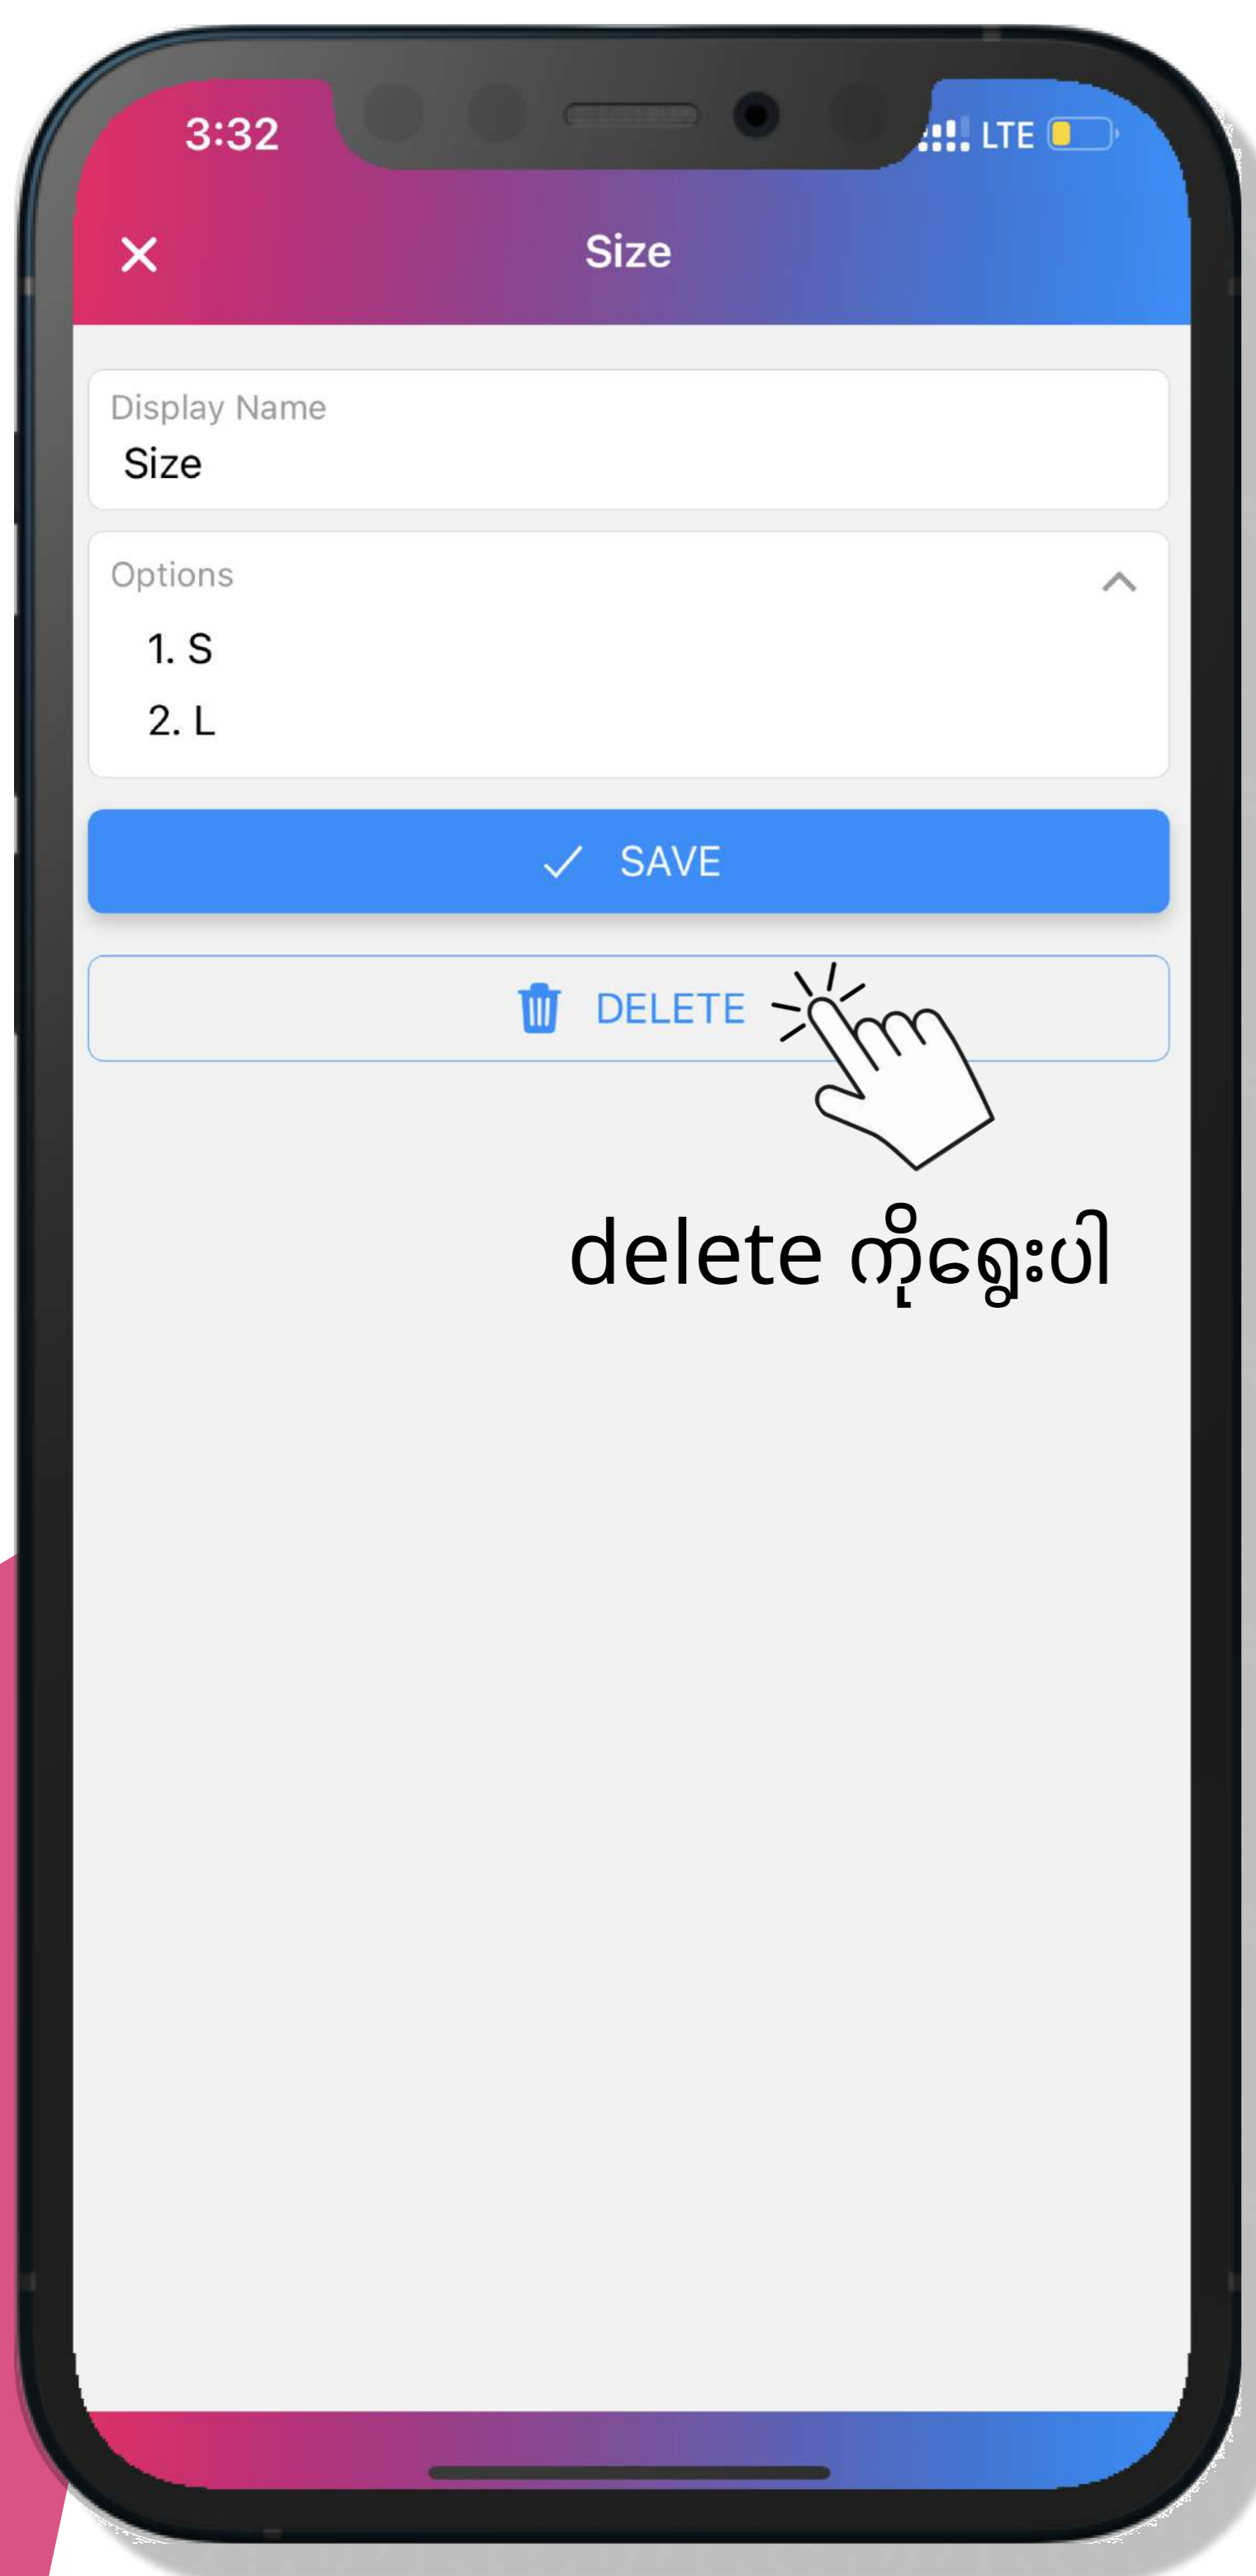 3:32
LTE
Size
Display Name
Size
Options
1. S
2. L
SAVE
DELETE
delete ကိုရွေးပါ